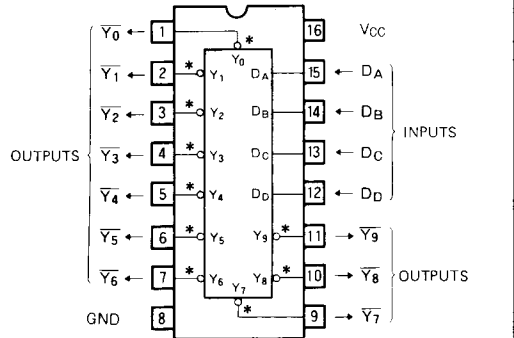 Y0 1 * 16 VCC
Y0
Y1 2 * Y1 DA 15 DA
Y2 3 * Y2 DB 14 DB
INPUTS
Y3 4 * Y3 DC 13 DC
OUTPUTS
Y4 5 * Y4 DD 12 DD
Y5 6 * Y5 Y9 * 11 Y9
Y6 7 * Y6 Y8 * 10 Y8
OUTPUTS
Y7
GND 8 * 9 Y7